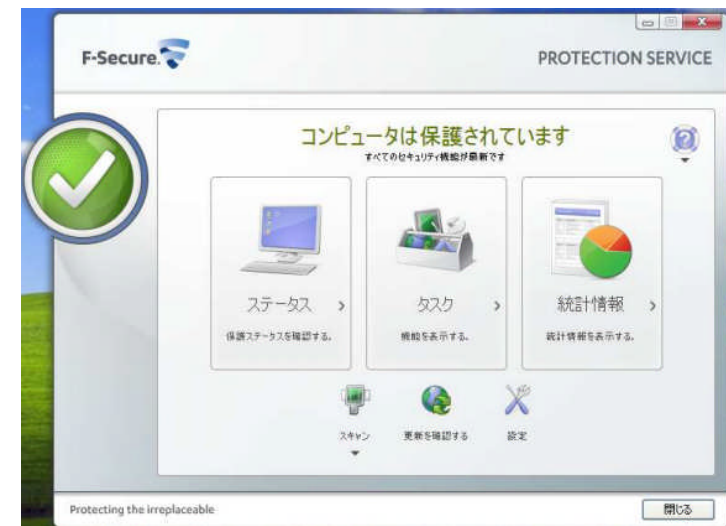 F-Secure.
PROTECTION SERVICE
コンピュータは保護されています
すべてのセキュリティ機能が最新です
ステータス
保護ステータスを確認する。
タスク
機能を表示する。
統計情報
統計情報を表示する。
スキャン
更新を確認する
設定
Protecting the irreplaceable
閉じる